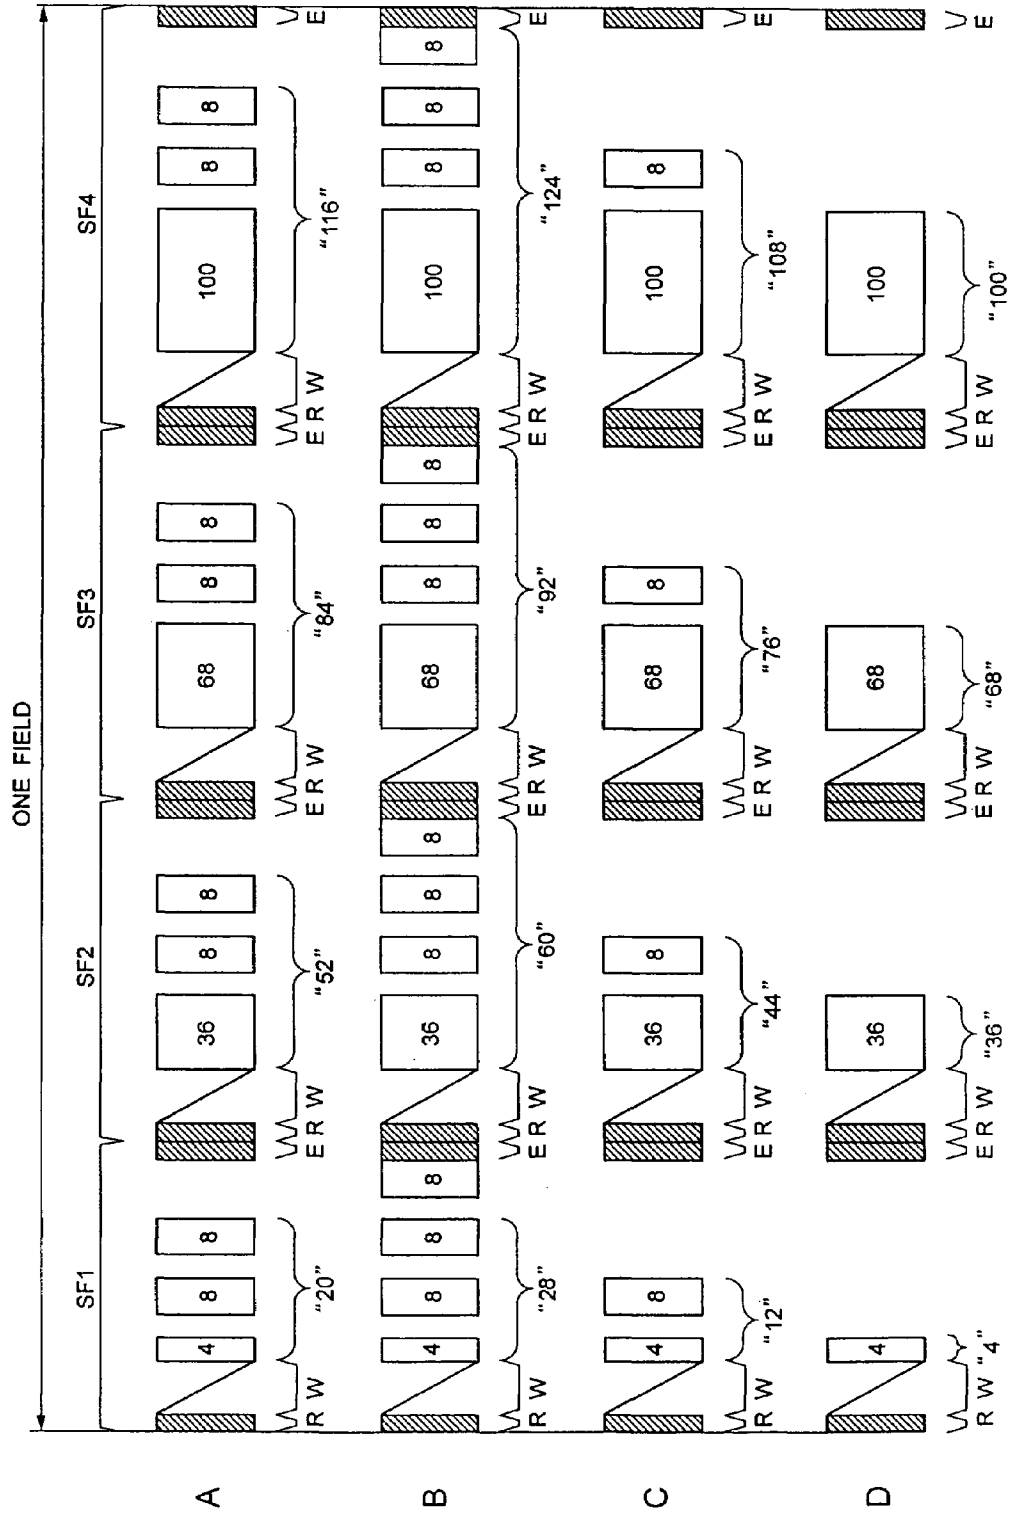 ONE FIELD
SF1 SF2 SF3 SF4
A
4 8 8 36 8 8 68 8 8 100 8 8
R W "20" E R W "52" E R W "84" E R W "116" E
B
4 8 8 8 36 8 8 8 68 8 8 8 100 8 8 8
R W "28" E R W "60" E R W "92" E R W "124" E
C
4 8 36 8 68 8 100 8
R W "12" E R W "44" E R W "76" E R W "108" E
D
4 36 68 100
R W "4" E R W "36" E R W "68" E R W "100" E